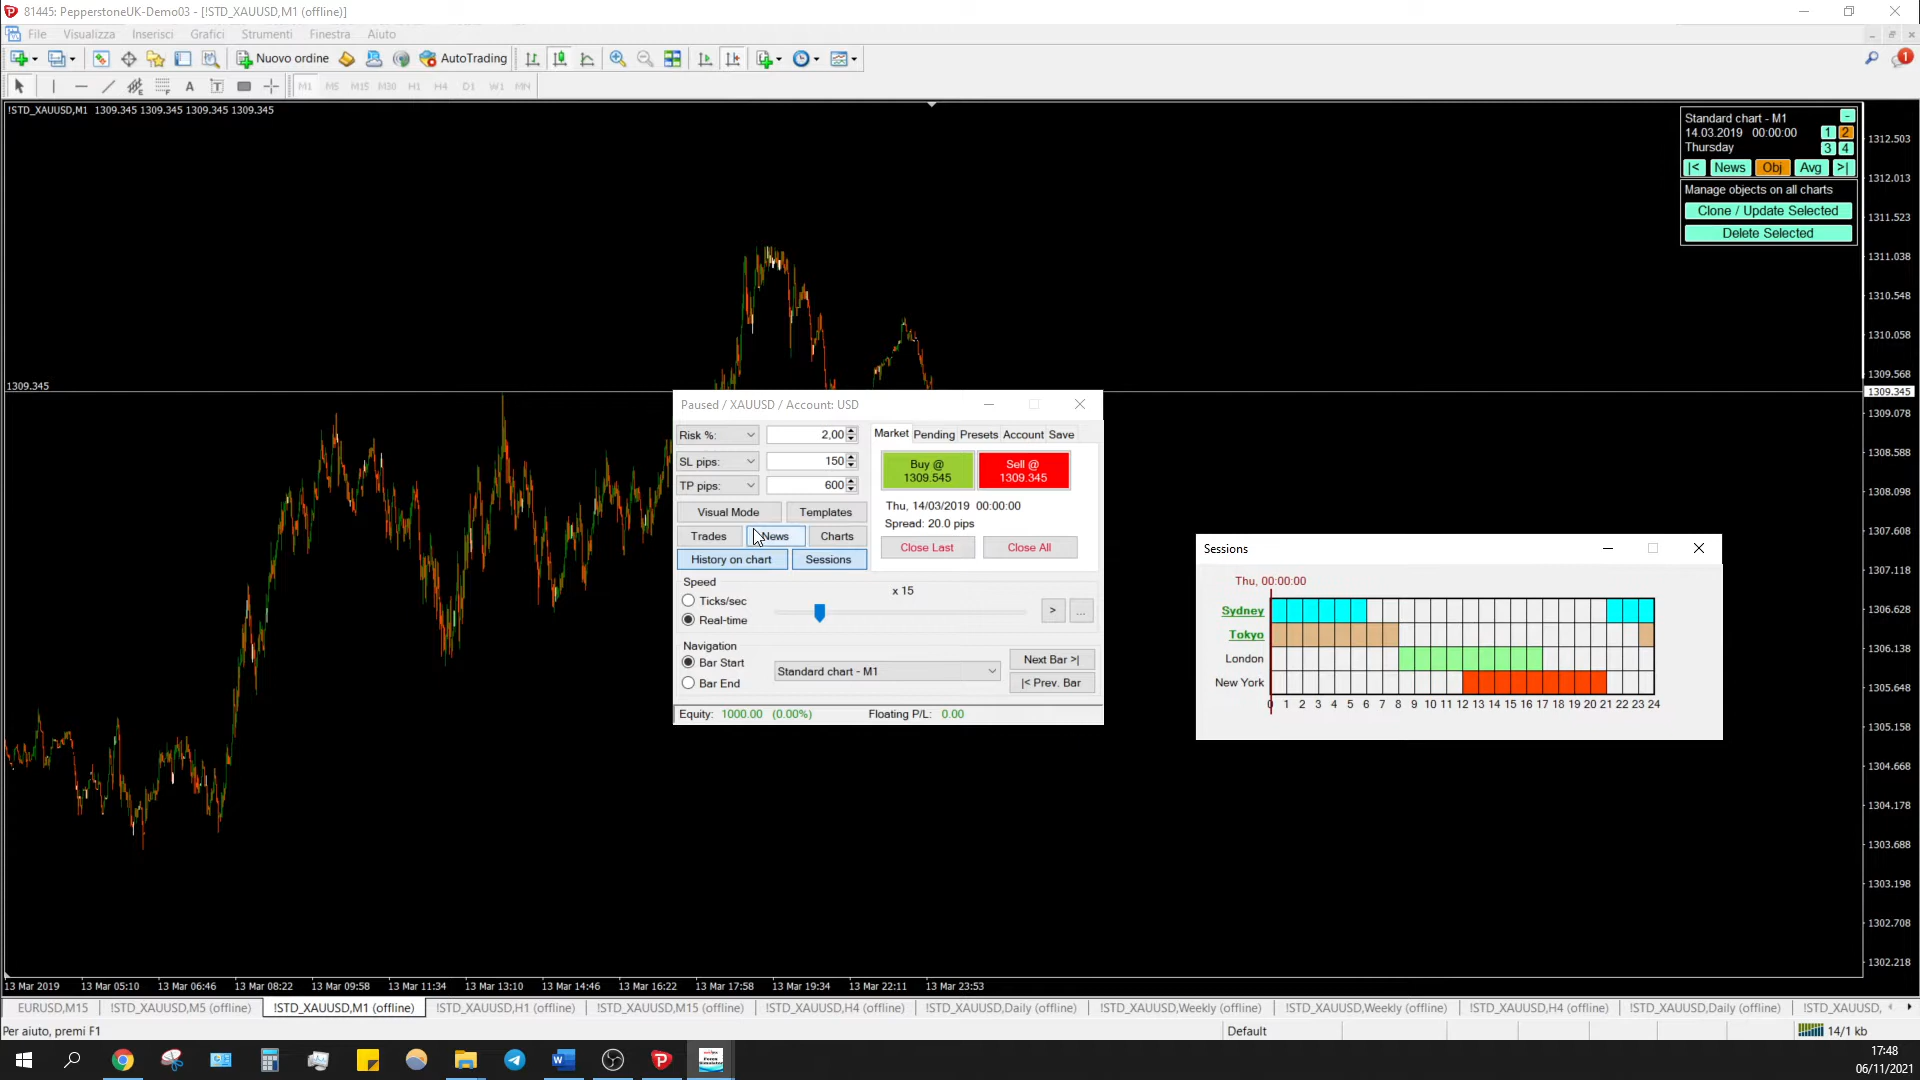 81445: PepperstoneUK-Demo03 - [!STD_XAUUSD,M1 (offline)]
File Visualizza Inserisci Grafici Strumenti Finestra Aiuto
Nuovo ordine AutoTrading 1
A T M1 M5 M15 M30 H1 H4 D1 W1 MN
!STD_XAUUSD,M1 1309.345 1309.345 1309.345 1309.345
Standard chart - M1 -
14.03.2019 00:00:00 1 2
Thursday 3 4
|< News Obj Avg >|
Manage objects on all charts
Clone / Update Selected
Delete Selected
1312.503
1312.013
1311.523
1311.038
1310.548
1310.058
1309.568
1309.345
1309.345
1309.078
1308.588
1308.098
1307.608
1307.118
1306.628
1306.138
1305.648
1305.158
1304.668
1304.178
1303.688
1303.198
1302.708
1302.218
Paused / XAUUSD / Account: USD
Risk %: 2,00
SL pips: 150
TP pips: 600
Visual Mode Templates
Trades News Charts
History on chart Sessions
Market Pending Presets Account Save
Buy @ 1309.545
Sell @ 1309.345
Thu, 14/03/2019 00:00:00
Spread: 20.0 pips
Close Last Close All
Speed
x 15
Ticks/sec
Real-time
> ...
Navigation
Bar Start
Bar End
Standard chart - M1
Next Bar >|
|< Prev. Bar
Equity: 1000.00 (0.00%) Floating P/L: 0.00
Sessions
Thu, 00:00:00
Sydney
Tokyo
London
New York
0 1 2 3 4 5 6 7 8 9 10 11 12 13 14 15 16 17 18 19 20 21 22 23 24
13 Mar 2019 13 Mar 05:10 13 Mar 06:46 13 Mar 08:22 13 Mar 09:58 13 Mar 11:34 13 Mar 13:10 13 Mar 14:46 13 Mar 16:22 13 Mar 17:58 13 Mar 19:34 13 Mar 22:11 13 Mar 23:53
EURUSD,M15 !STD_XAUUSD,M5 (offline) !STD_XAUUSD,M1 (offline) !STD_XAUUSD,H1 (offline) !STD_XAUUSD,M15 (offline) !STD_XAUUSD,H4 (offline) !STD_XAUUSD,Daily (offline) !STD_XAUUSD,Weekly (offline) !STD_XAUUSD,Weekly (offline) !STD_XAUUSD,H4 (offline) !STD_XAUUSD,Daily (offline) !STD_XAUUSD,
Per aiuto, premi F1 Default 14/1 kb
17:48
06/11/2021